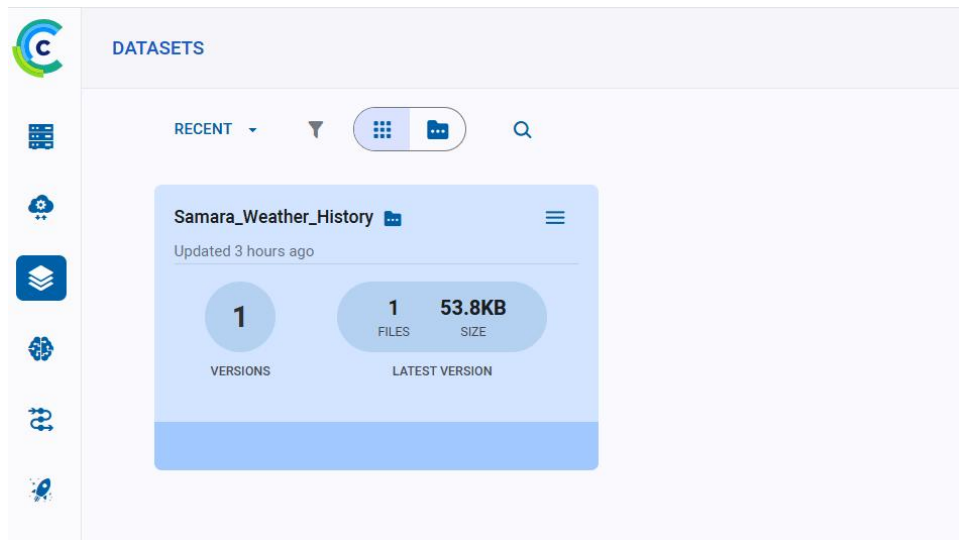 C
DATASETS
RECENT
Samara_Weather_History
Updated 3 hours ago
1
VERSIONS
1 53.8KB
FILES SIZE
LATEST VERSION